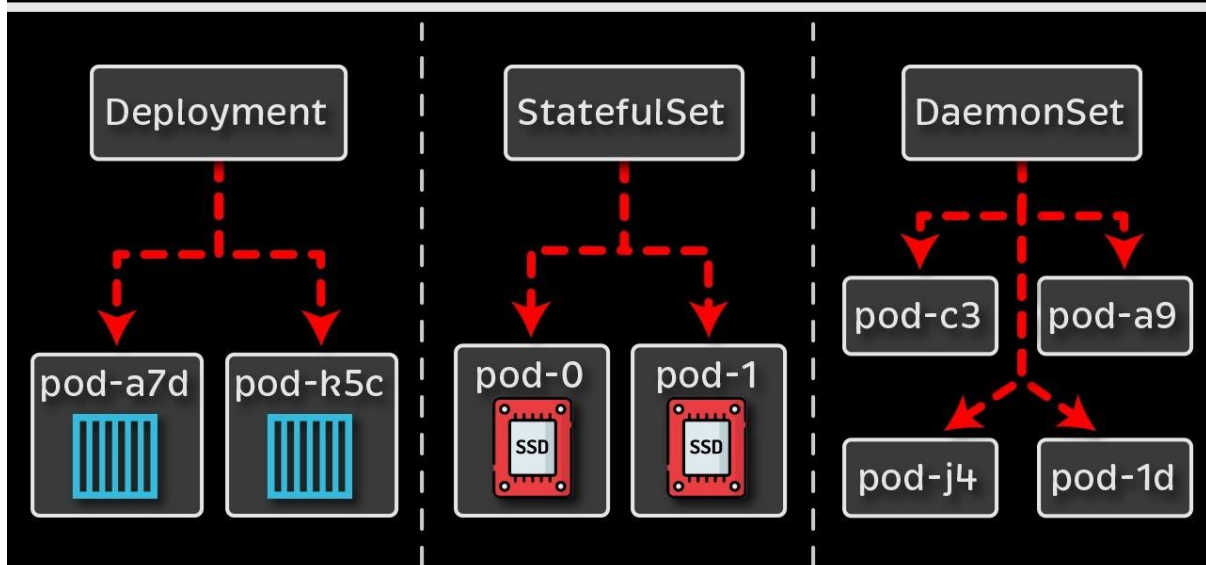 Deployment
StatefulSet
DaemonSet
pod-a7d
pod-k5c
SSD
SSD
pod-0
pod-1
pod-c3
pod-a9
pod-j4
pod-1d